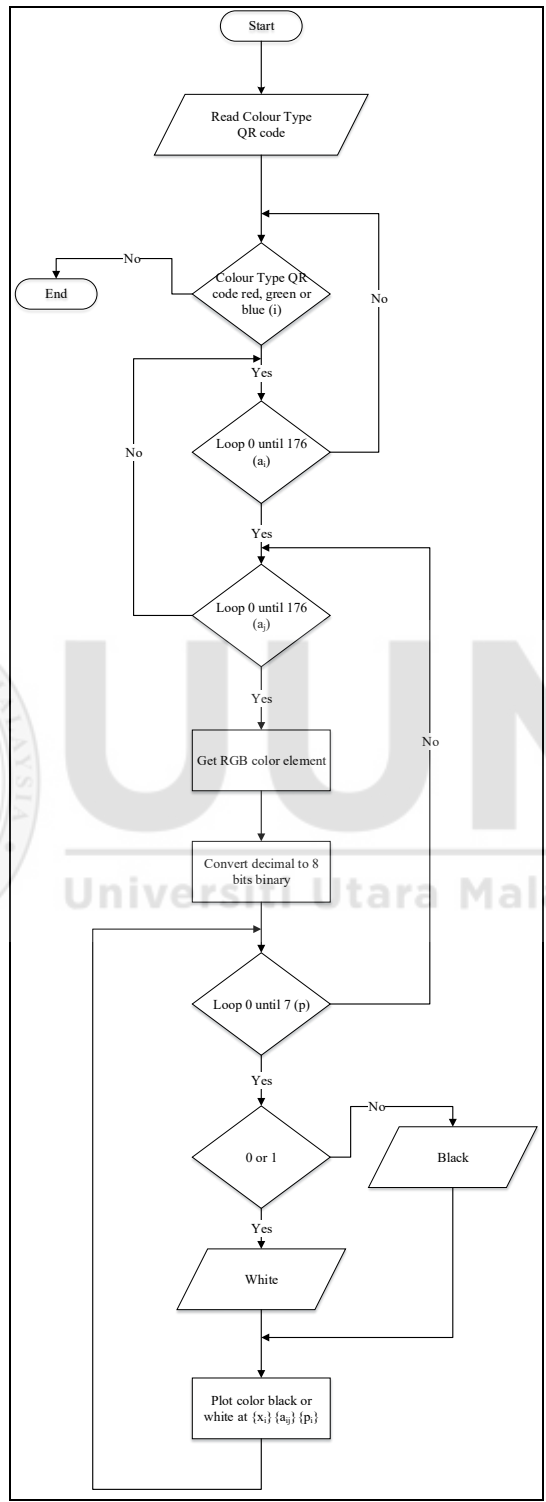 Start
Read Colour Type
QR code
No
Colour Type QR
code red, green or
blue (i)
End
No
Yes
Loop 0 until 176
(aᵢ)
No
Yes
Loop 0 until 176
(aⱼ)
Yes
Get RGB color element
No
Convert decimal to 8
bits binary
Universiti Utara Mal
UUN
MALAYSIA
Loop 0 until 7 (p)
Yes
No
0 or 1
Black
Yes
White
Plot color black or
white at {xᵢ}{aᵢⱼ}{pᵢ}